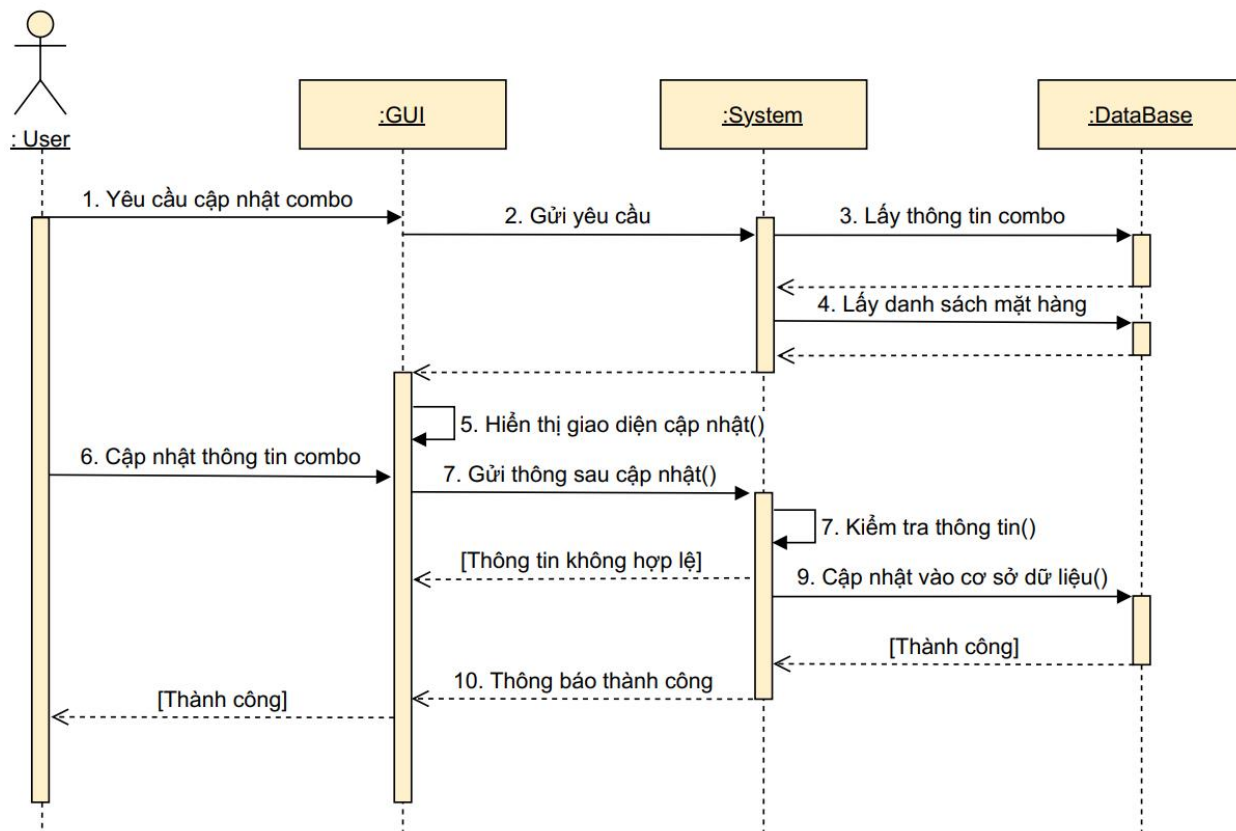 : User
:GUI
:System
:DataBase
1. Yêu cầu cập nhật combo
2. Gửi yêu cầu
3. Lấy thông tin combo
4. Lấy danh sách mặt hàng
5. Hiển thị giao diện cập nhật()
6. Cập nhật thông tin combo
7. Gửi thông sau cập nhật()
7. Kiểm tra thông tin()
[Thông tin không hợp lệ]
9. Cập nhật vào cơ sở dữ liệu()
[Thành công]
10. Thông báo thành công
[Thành công]